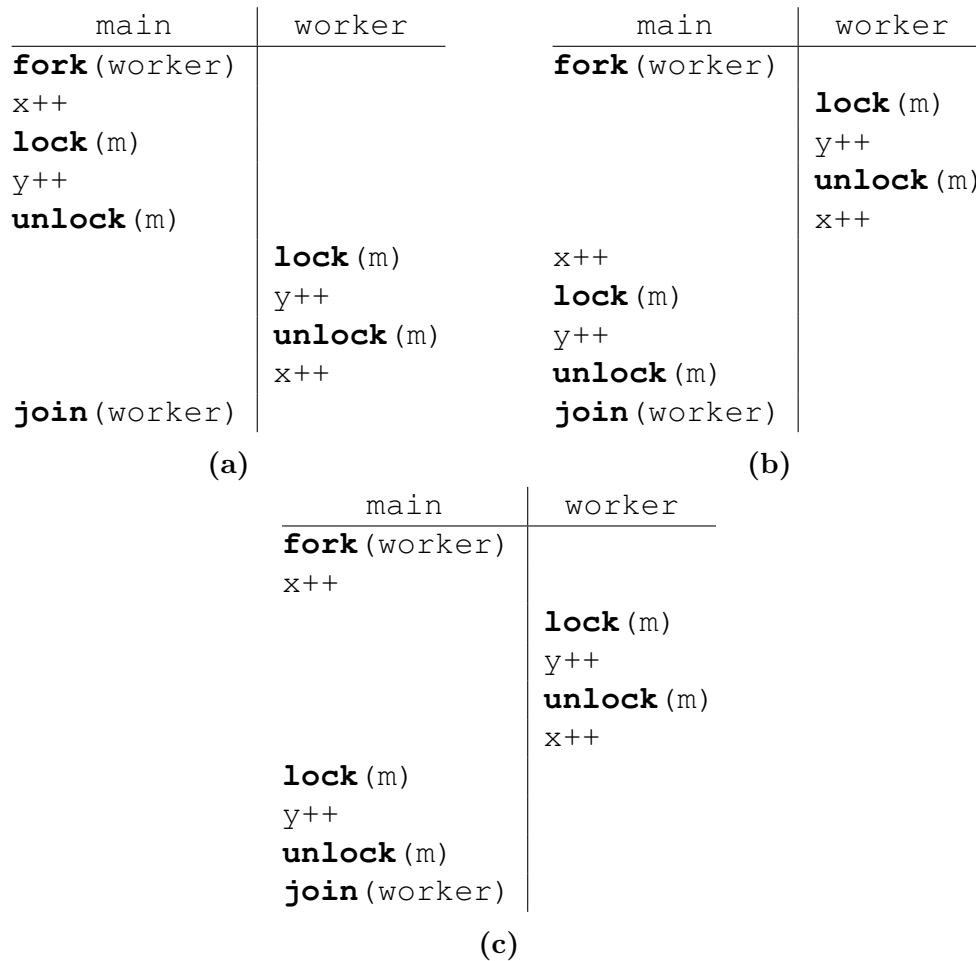 main worker main worker
fork(worker) fork(worker)
x++ lock(m)
lock(m) y++
y++ unlock(m)
unlock(m) x++
lock(m) x++
y++ lock(m)
unlock(m) y++
x++ unlock(m)
join(worker) join(worker)
(a) (b)
main worker
fork(worker)
x++
lock(m)
y++
unlock(m)
x++
lock(m)
y++
unlock(m)
join(worker)
(c)